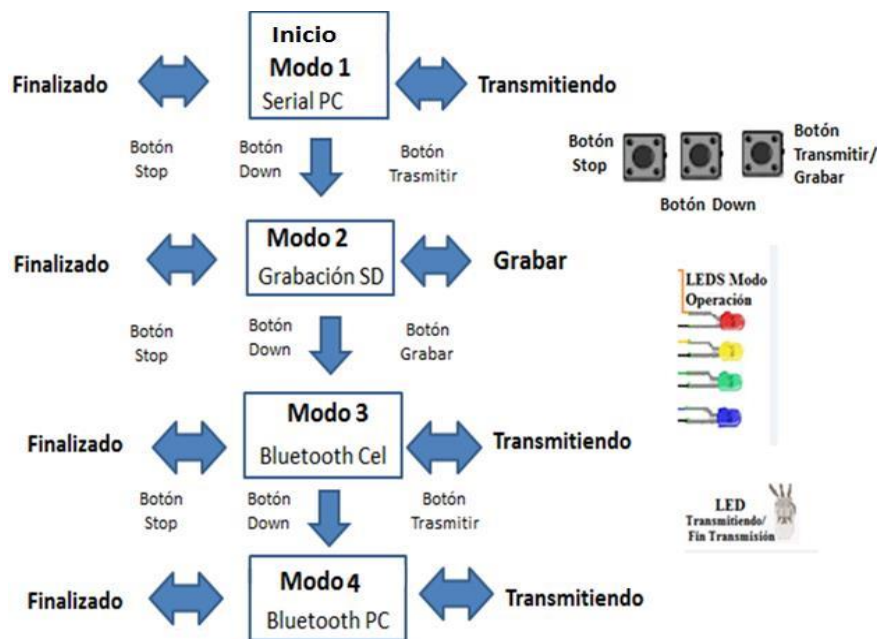 Inicio
Modo 1
Serial PC
Finalizado
Transmitiendo
Botón
Stop
Botón
Down
Botón
Trasmitir
Botón
Stop
Botón
Transmitir/
Grabar
Botón Down
Modo 2
Grabación SD
Finalizado
Grabar
Botón
Stop
Botón
Down
Botón
Grabar
LEDS Modo
Operación
Modo 3
Bluetooth Cel
Finalizado
Transmitiendo
Botón
Stop
Botón
Down
Botón
Trasmitir
LED
Transmitiendo/
Fin Transmisión
Modo 4
Bluetooth PC
Finalizado
Transmitiendo